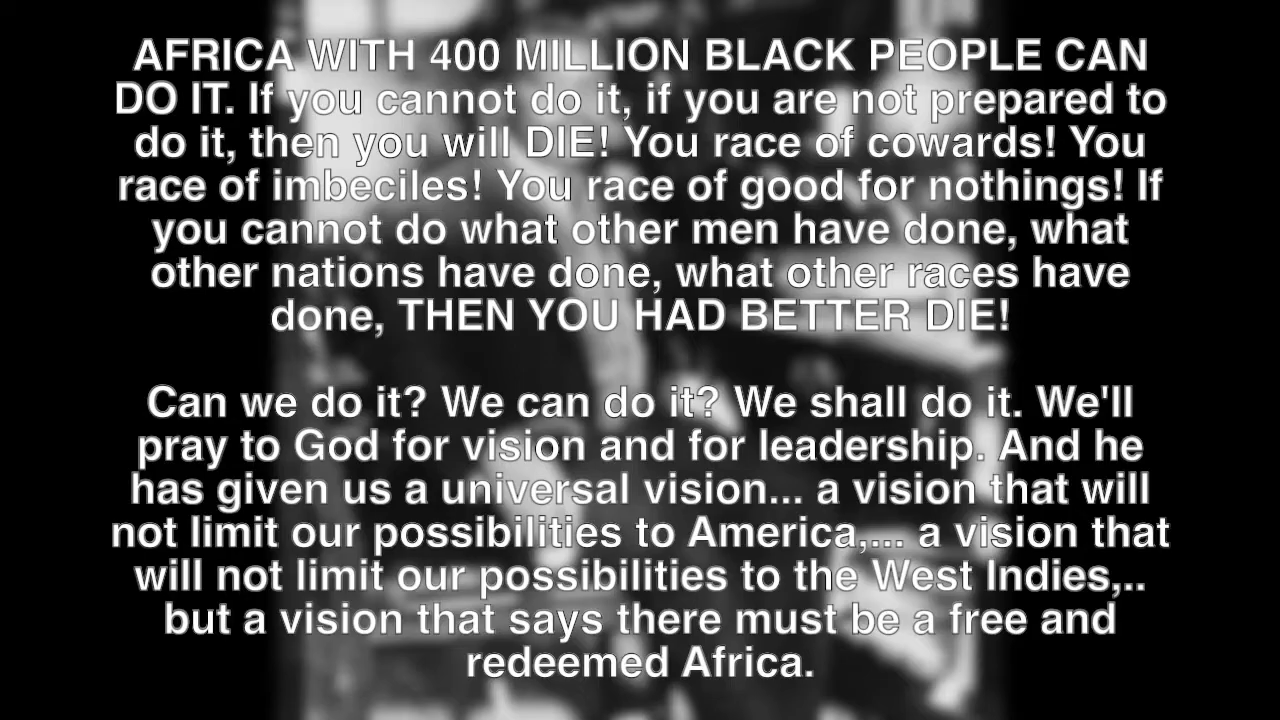 AFRICA WITH 400 MILLION BLACK PEOPLE CAN
DO IT. If you cannot do it, if you are not prepared to
do it, then you will DIE! You race of cowards! You
race of imbeciles! You race of good for nothings! If
you cannot do what other men have done, what
other nations have done, what other races have
done, THEN YOU HAD BETTER DIE!
Can we do it? We can do it? We shall do it. We'll
pray to God for vision and for leadership. And he
has given us a universal vision... a vision that will
not limit our possibilities to America,... a vision that
will not limit our possibilities to the West Indies,..
but a vision that says there must be a free and
redeemed Africa.